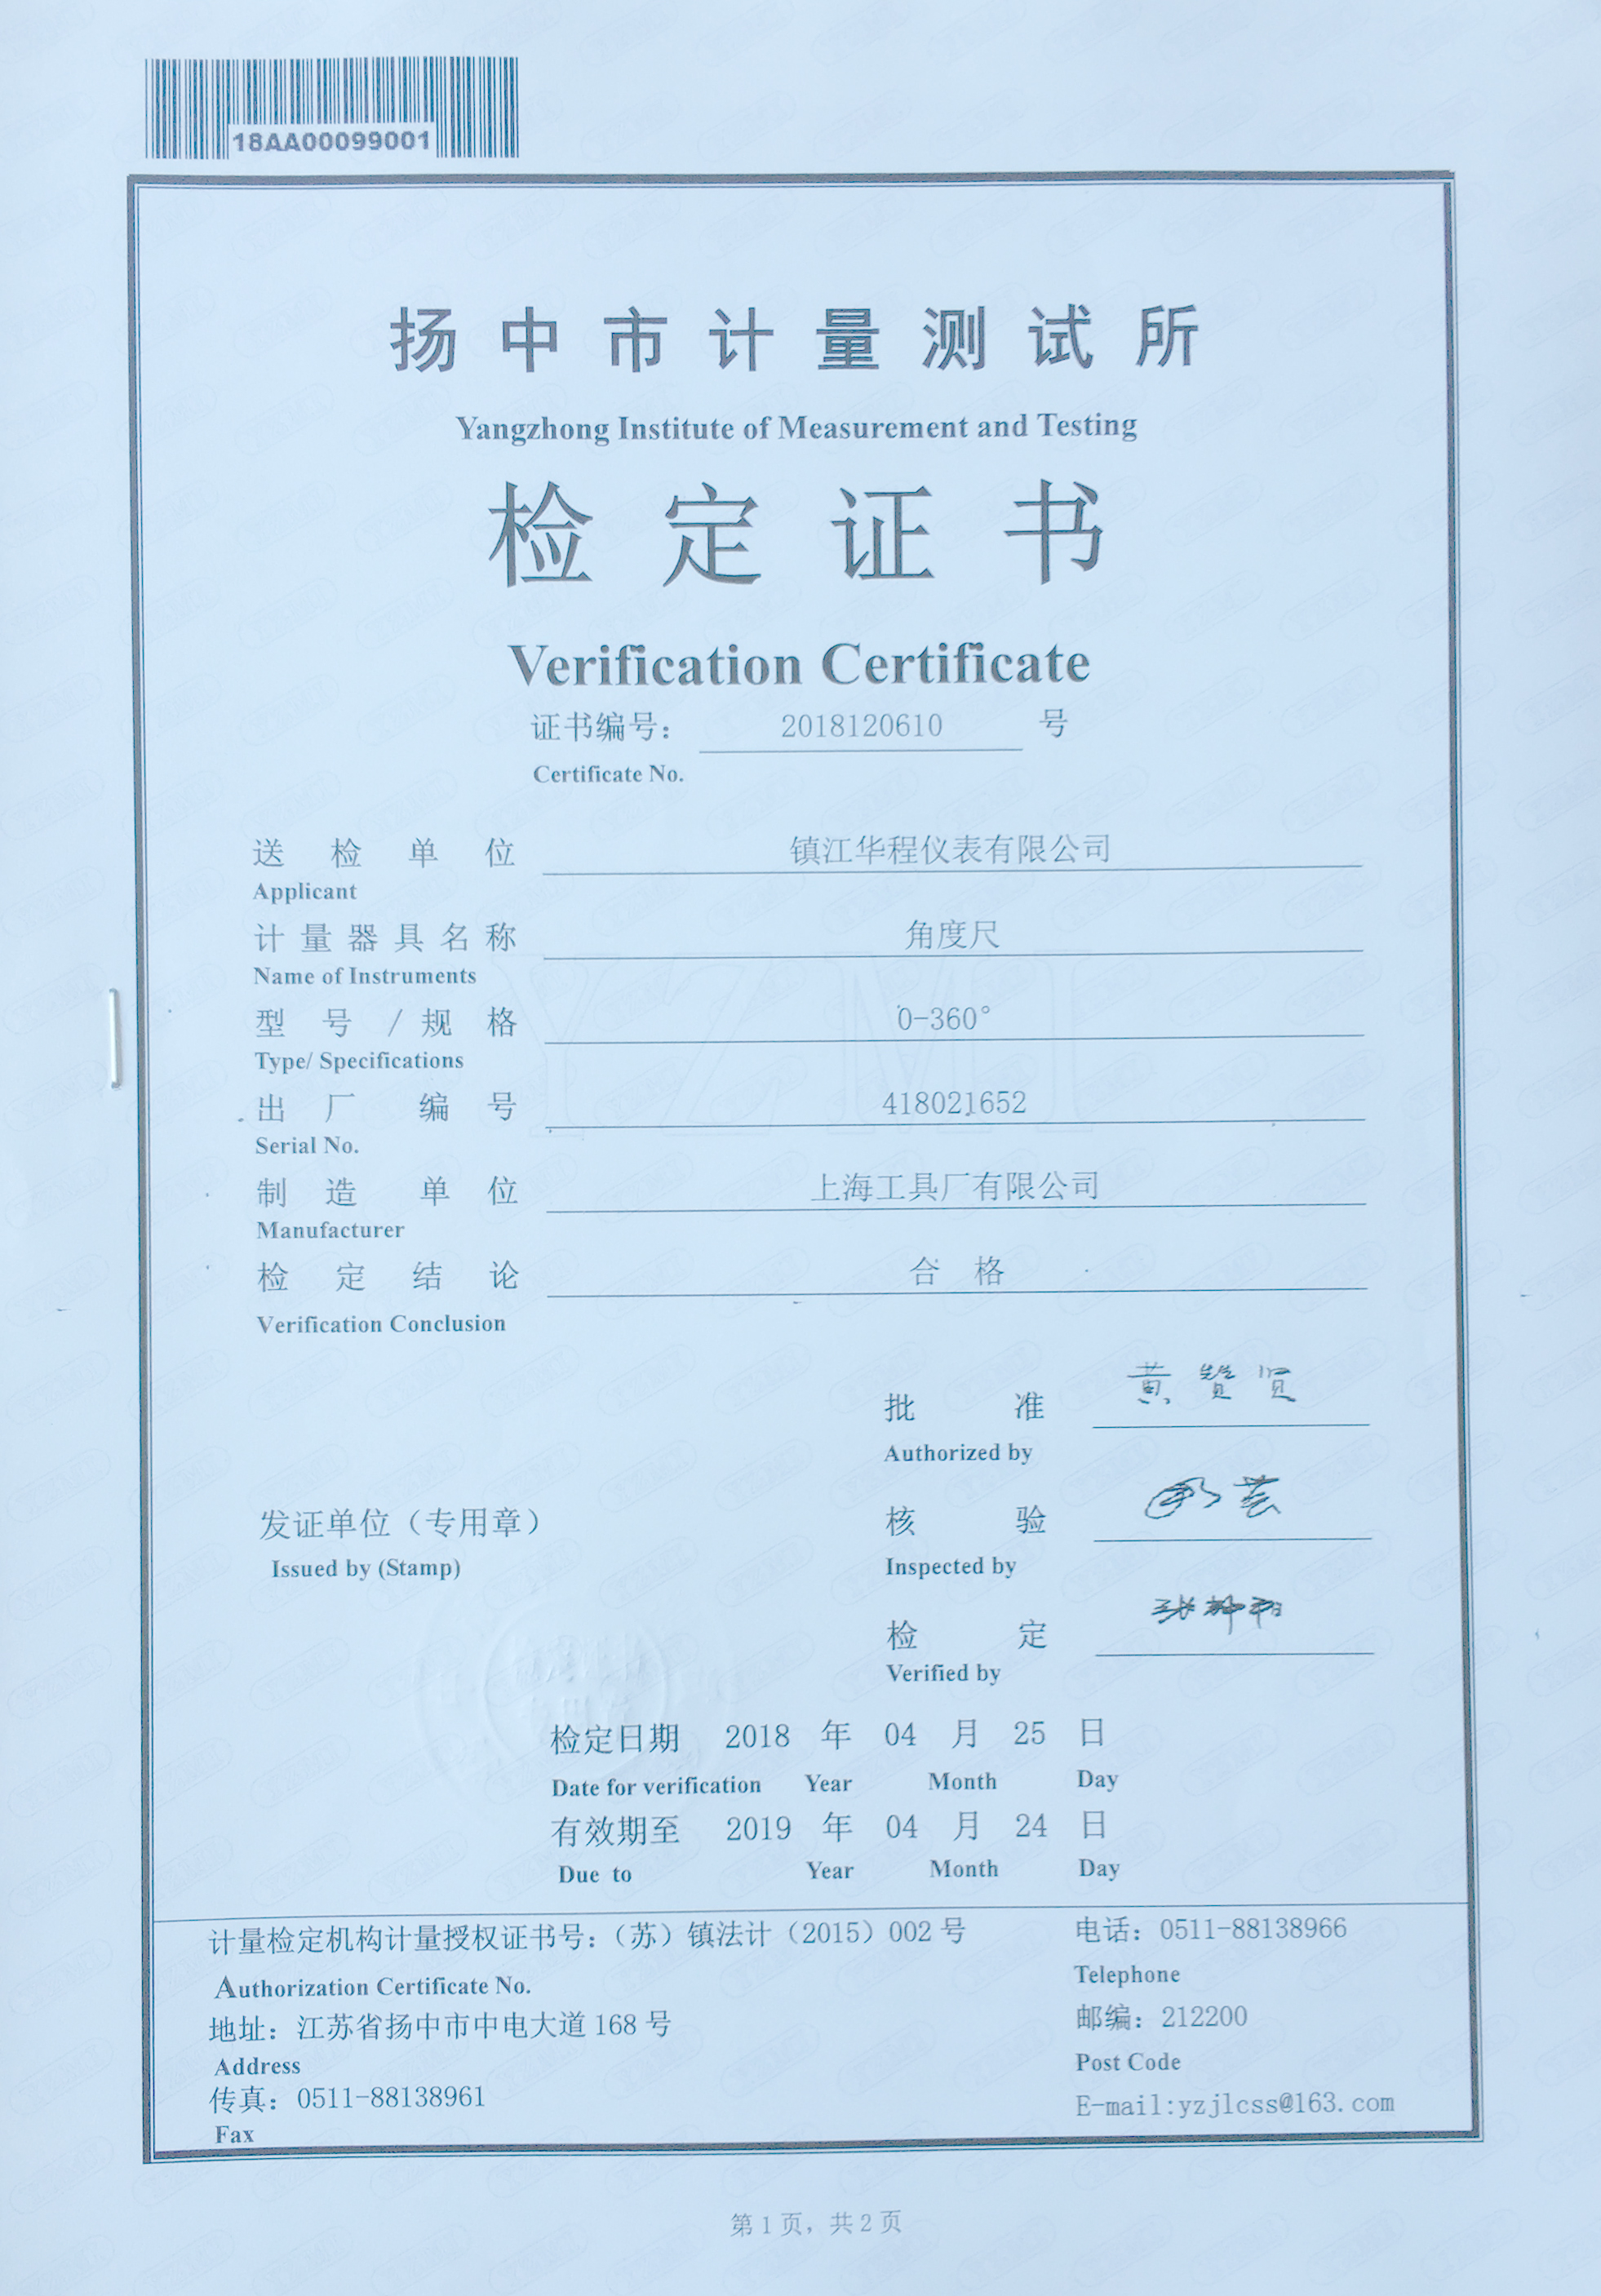 18AA00099001
扬中市计量测试所
Yangzhong Institute of Measurement and Testing
检定证书
Verification Certificate
证书编号： 2018120610 号
Certificate No.
送检单位 镇江华程仪表有限公司
Applicant
计量器具名称 角度尺
Name of Instruments
型号/规格 0-360°
Type/ Specifications
出厂编号 418021652
Serial No.
制造单位 上海工具厂有限公司
Manufacturer
检定结论 合格
Verification Conclusion
批准 黄赞贤
Authorized by
核验
发证单位（专用章）
Inspected by
Issued by (Stamp)
检定
Verified by
检定日期 2018 年 04 月 25 日
Date for verification Year Month Day
有效期至 2019 年 04 月 24 日
Due to Year Month Day
计量检定机构计量授权证书号：（苏）镇法计（2015）002 号
Authorization Certificate No.
地址：江苏省扬中市中电大道 168 号
Address
传真：0511-88138961
Fax
电话：0511-88138966
Telephone
邮编：212200
Post Code
E-mail:yzjlcss@163.com
第 1 页，共 2 页
YZMI